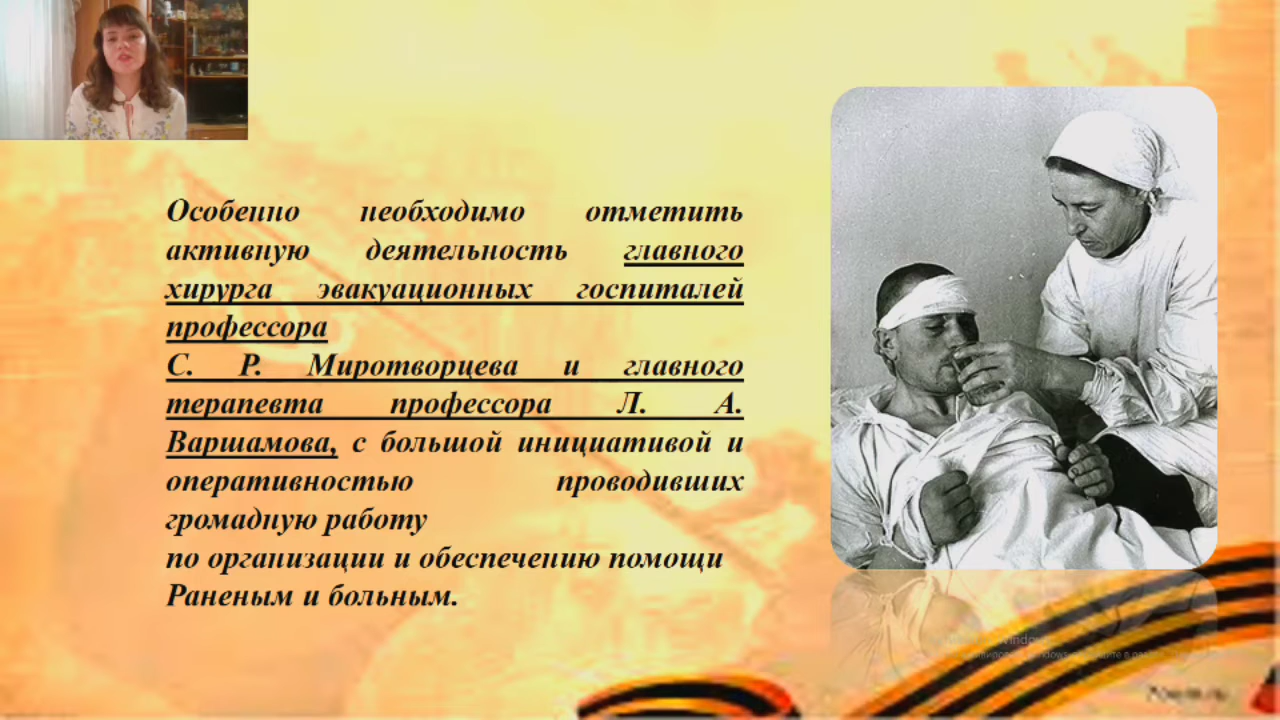 Особенно необходимо отметить
активную деятельность главного
хирурга эвакуационных госпиталей
профессора
С. Р. Миротворцева и главного
терапевта профессора Л. А.
Варшамова, с большой инициативой и
оперативностью проводивших
громадную работу
по организации и обеспечению помощи
Раненым и больным.